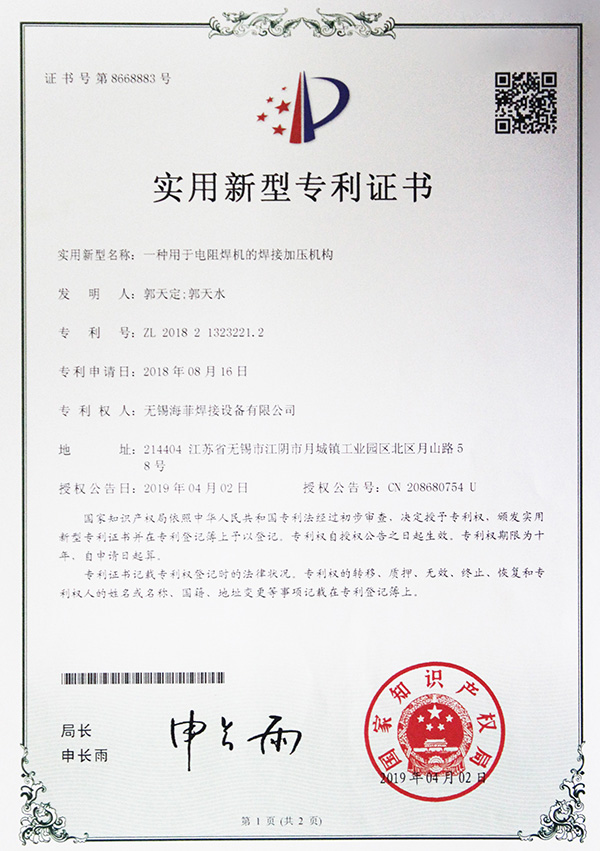 证书号第8668883号
实用新型专利证书
实用新型名称：一种用于电阻焊机的焊接加压机构
发明人：郭天定;郭天水
专利号：ZL 2018 2 1323221.2
专利申请日：2018年08月16日
专利权人：无锡海菲焊接设备有限公司
地址：214404 江苏省无锡市江阴市月城镇工业园区北区月山路5
8号
授权公告日：2019年04月02日 授权公告号：CN 208680754 U
国家知识产权局依照中华人民共和国专利法经过初步审查，决定授予专利权，颁发实用
新型专利证书并在专利登记簿上予以登记。专利权自授权公告之日起生效。专利权期限为十
年，自申请日起算。
专利证书记载专利权登记时的法律状况。专利权的转移、质押、无效、终止、恢复和专
利权人的姓名或名称、国籍、地址变更等事项记载在专利登记簿上。
局长
申长雨
申长雨
国家知识产权局
2019年04月02日
第1页(共2页)